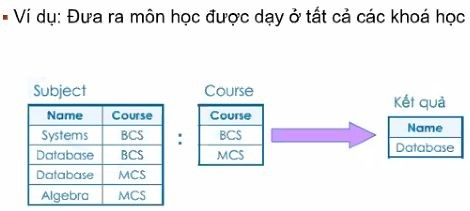 ▪ Ví dụ: Đưa ra môn học được dạy ở tất cả các khoá học
Subject
Name Course
Systems BCS
Database BCS
Database MCS
Algebra MCS
:
Course
Course
BCS
MCS
Kết quả
Name
Database